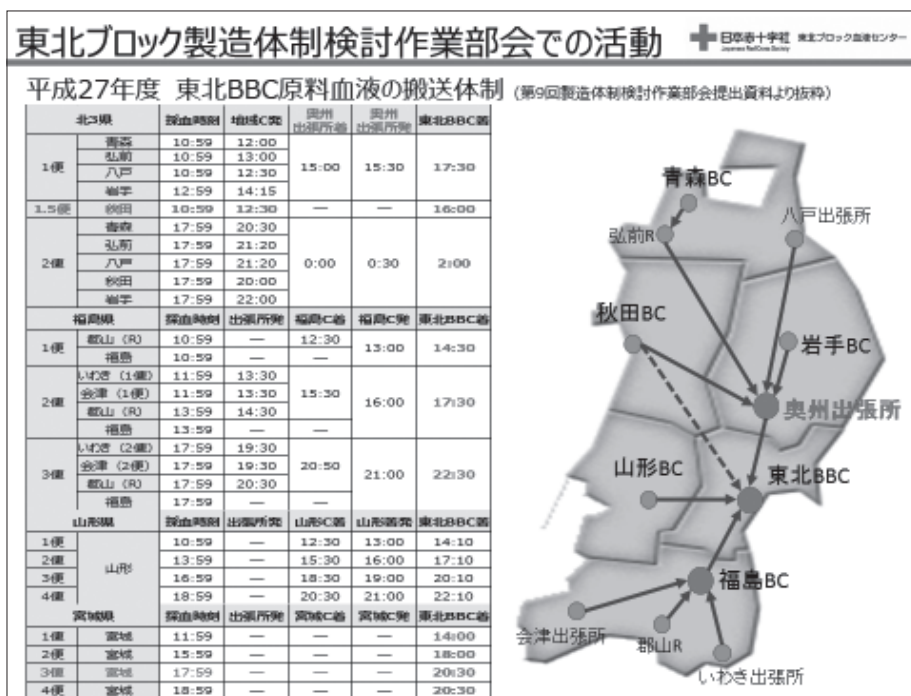 東北ブロック製造体制検討作業部会での活動
日本赤十字社 東北ブロック血液センター
Japanese Red Cross Society
平成27年度 東北BBC原料血液の搬送体制 (第9回製造体制検討作業部会提出資料より抜粋)
北3県 採血時刻 地域C発 奥州出張所着 奥州出張所発 東北BBC着
1便 青森 10:59 12:00 15:00 15:30 17:30
弘前 10:59 13:00
八戸 10:59 12:30
岩手 12:59 14:15
1.5便 秋田 10:59 12:30 — — 16:00
2便 青森 17:59 20:30 0:00 0:30 2:00
弘前 17:59 21:20
八戸 17:59 21:20
秋田 17:59 20:00
岩手 17:59 22:00
福島県 採血時刻 出張所発 福島C着 福島C発 東北BBC着
1便 郡山(R) 10:59 — 12:30 13:00 14:30
福島 10:59 — —
2便 いわき(1便) 11:59 13:30 15:30 16:00 17:30
会津(1便) 11:59 13:30
郡山(R) 13:59 14:30
福島 13:59 — —
3便 いわき(2便) 17:59 19:30 20:50 21:00 22:30
会津(2便) 17:59 19:30
郡山(R) 17:59 20:30
福島 17:59 — —
山形県 採血時刻 出張所発 山形C着 山形着発 東北BBC着
1便 山形 10:59 — 12:30 13:00 14:10
2便 13:59 — 15:30 16:00 17:10
3便 16:59 — 18:30 19:00 20:10
4便 18:59 — 20:30 21:00 22:10
宮城県 採血時刻 出張所発 宮城C着 宮城C発 東北BBC着
1便 宮城 11:59 — — — 14:00
2便 宮城 15:59 — — — 18:00
3便 宮城 17:59 — — — 20:30
4便 宮城 18:59 — — — 20:30
青森BC
八戸出張所
弘前R
秋田BC
岩手BC
奥州出張所
山形BC
東北BBC
福島BC
会津出張所
郡山R
いわき出張所